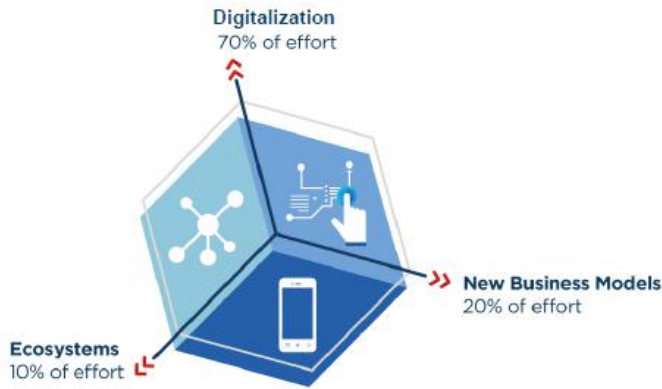 Digitalization
70% of effort
New Business Models
20% of effort
Ecosystems
10% of effort